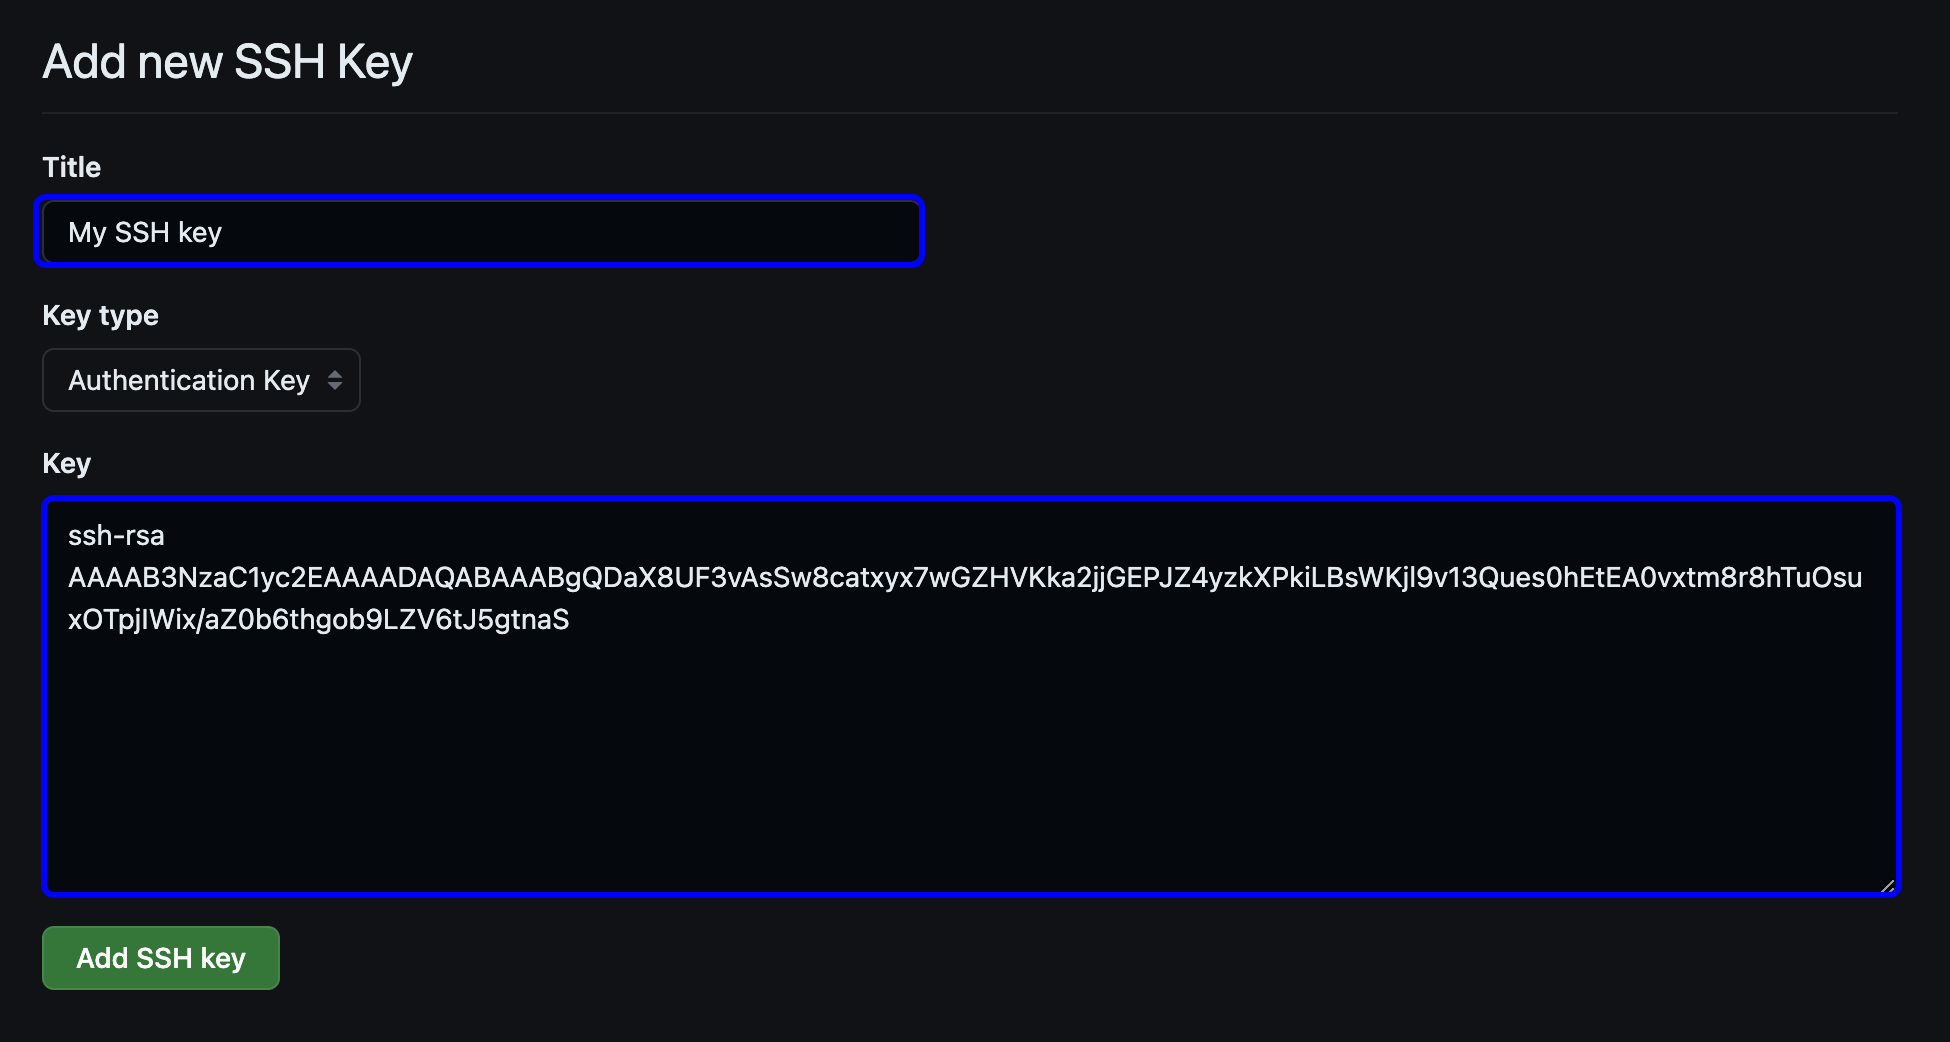 Add new SSH Key
Title
My SSH key
Key type
Authentication Key
Key
ssh-rsa
AAAAB3NzaC1yc2EAAAADAQABAAABgQDaX8UF3vAsSw8catxyx7wGZHVKka2jjGEPJZ4yzkXPkiLBsWKjl9v13Ques0hEtEA0vxtm8r8hTuOsu
xOTpjIWix/aZ0b6thgob9LZV6tJ5gtnaS
Add SSH key